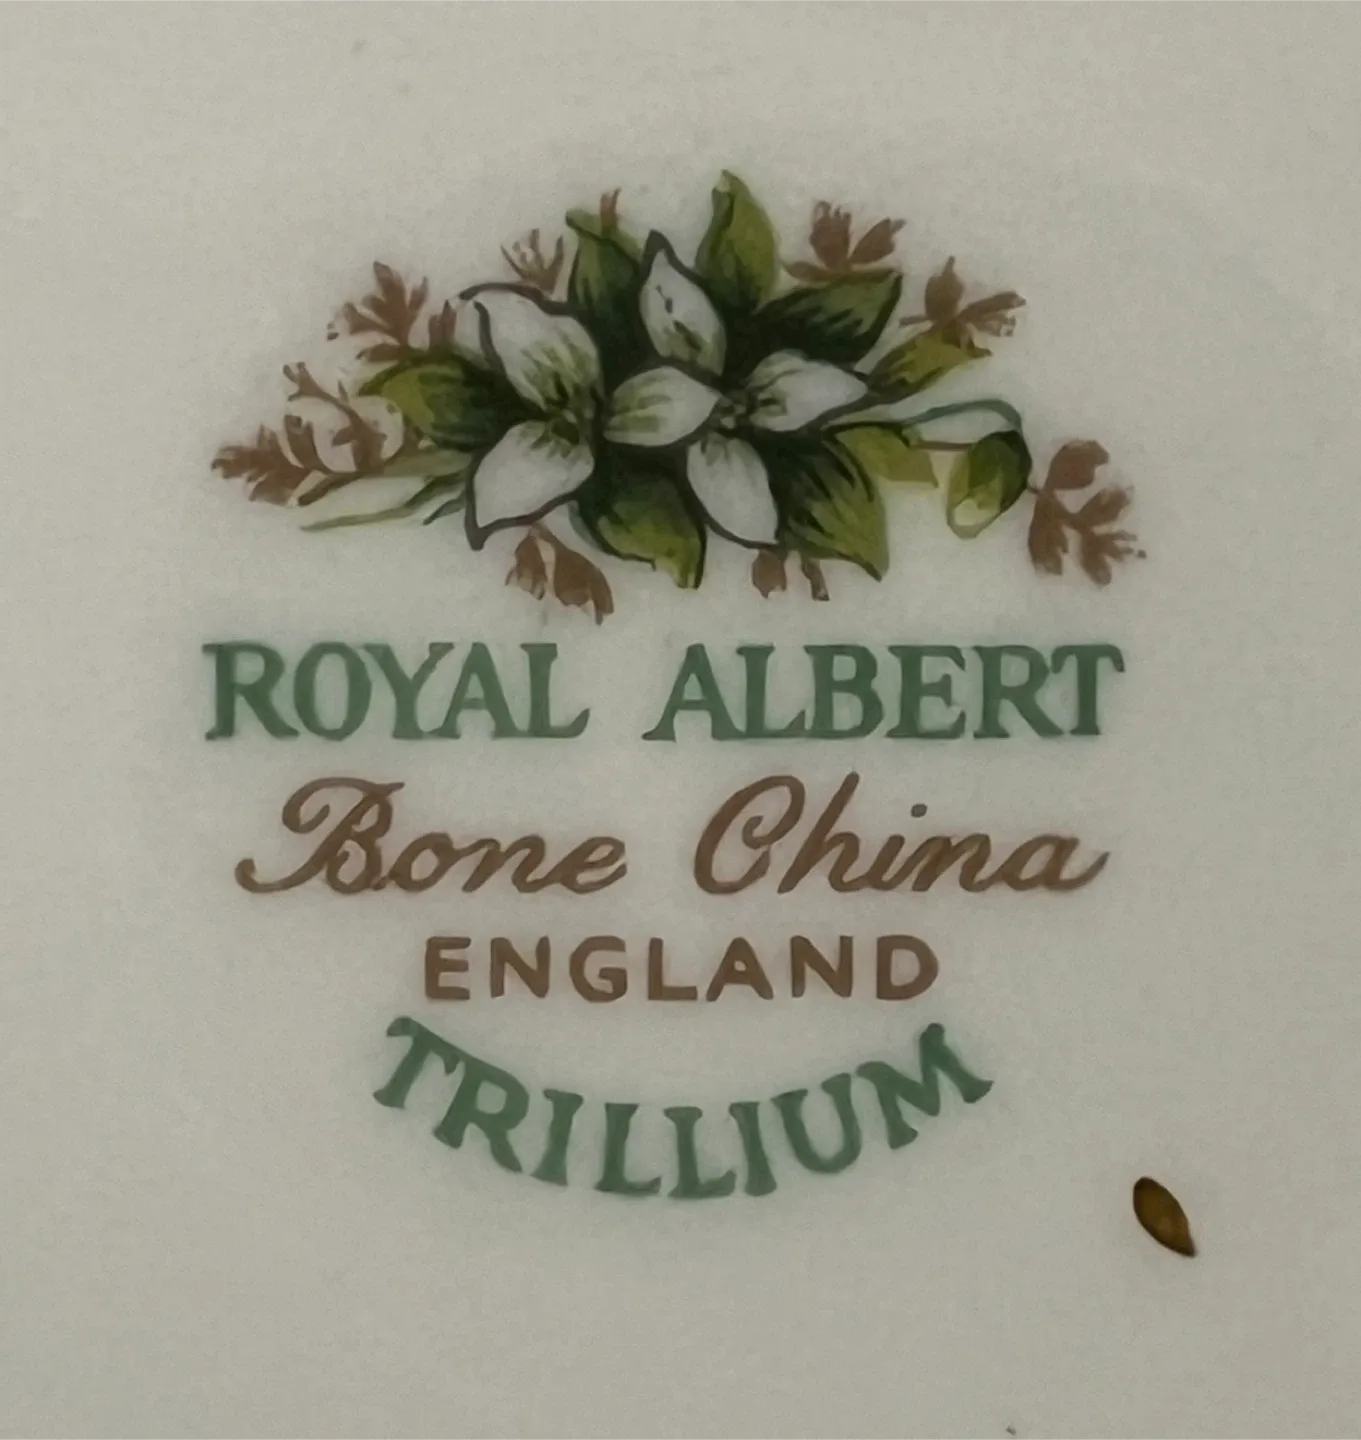 ROYAL ALBERT
Bone China
ENGLAND
TRILLIUM